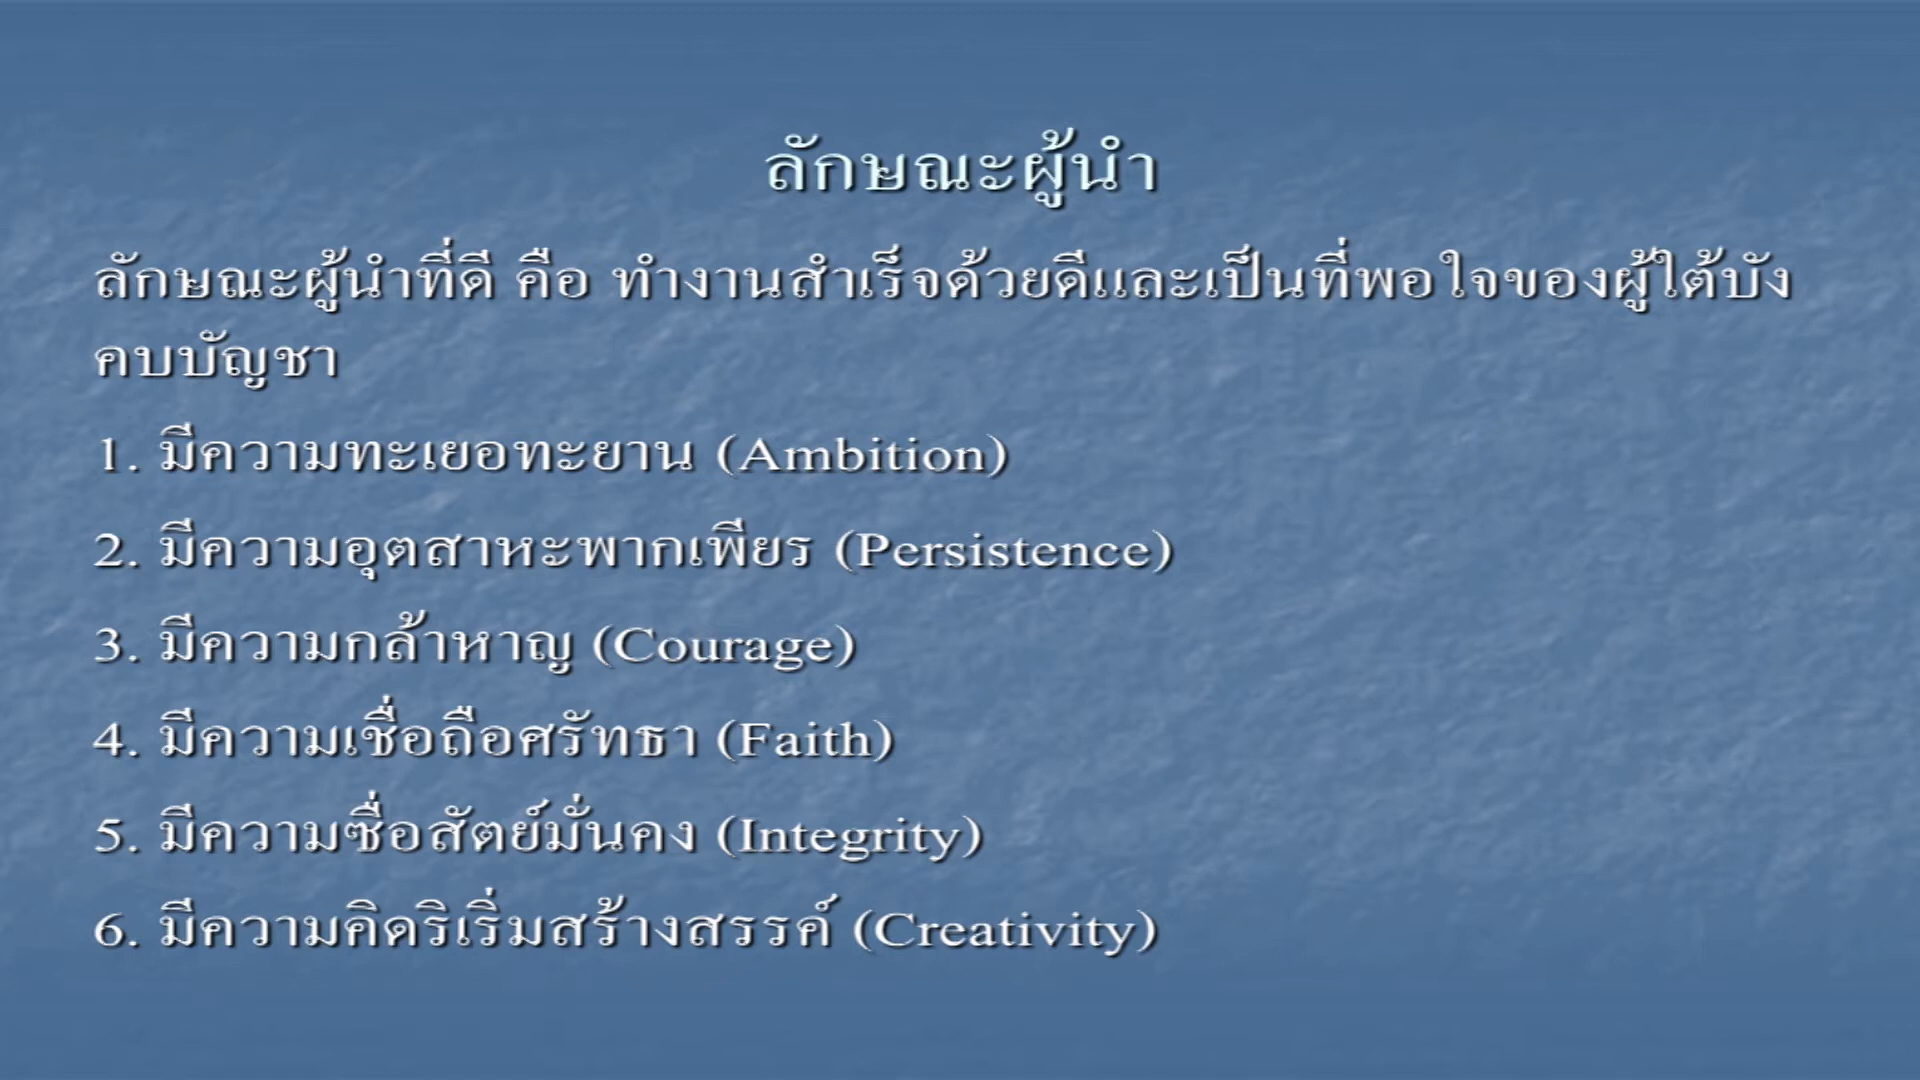 ลักษณะผู้นำ
ลักษณะผู้นำที่ดี คือ ทำงานสำเร็จด้วยดีและเป็นที่พอใจของผู้ใต้บัง
คบบัญชา
1. มีความทะเยอทะยาน (Ambition)
2. มีความอุตสาหะพากเพียร (Persistence)
3. มีความกล้าหาญ (Courage)
4. มีความเชื่อถือศรัทธา (Faith)
5. มีความซื่อสัตย์มั่นคง (Integrity)
6. มีความคิดริเริ่มสร้างสรรค์ (Creativity)